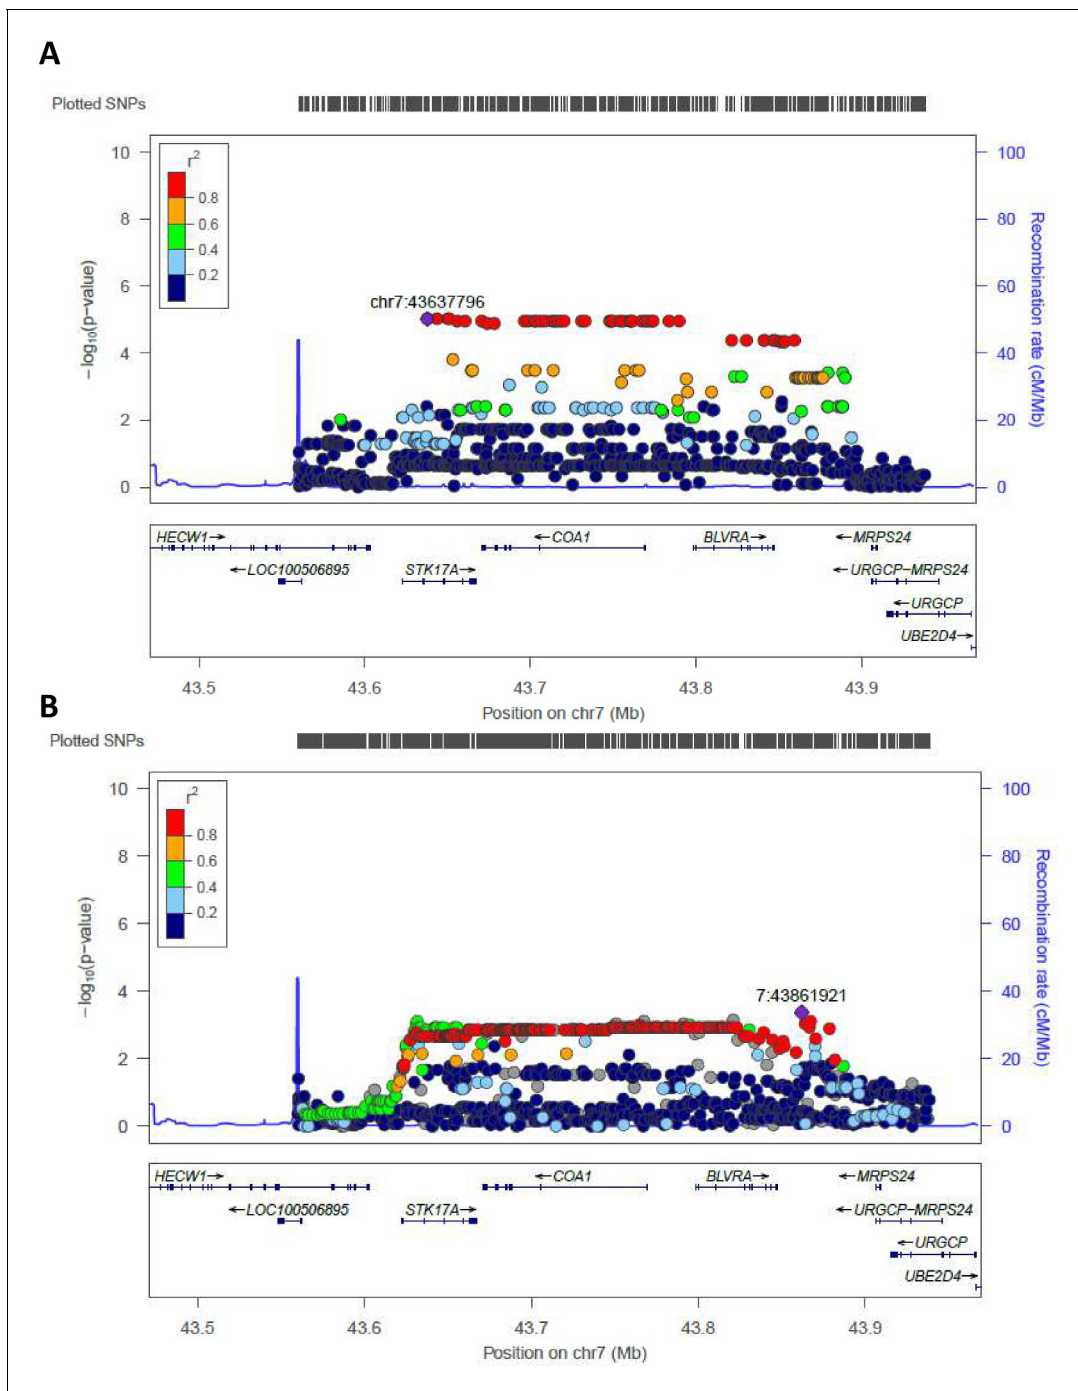 A
Plotted SNPs
10
8
6
4
2
0
−log10(p−value)
r2
0.8
0.6
0.4
0.2
chr7:43637796
100
80
60
40
20
0
Recombination rate (cM/Mb)
HECW1→
←COA1
BLVRA→
←MRPS24
←LOC100506895
STK17A→
←URGCP−MRPS24
←URGCP
UBE2D4→
43.5
43.6
43.7
43.8
43.9
Position on chr7 (Mb)
B
Plotted SNPs
10
8
6
4
2
0
−log10(p−value)
r2
0.8
0.6
0.4
0.2
7:43861921
100
80
60
40
20
0
Recombination rate (cM/Mb)
HECW1→
←COA1
BLVRA→
←MRPS24
←LOC100506895
STK17A→
←URGCP−MRPS24
←URGCP
UBE2D4→
43.5
43.6
43.7
43.8
43.9
Position on chr7 (Mb)